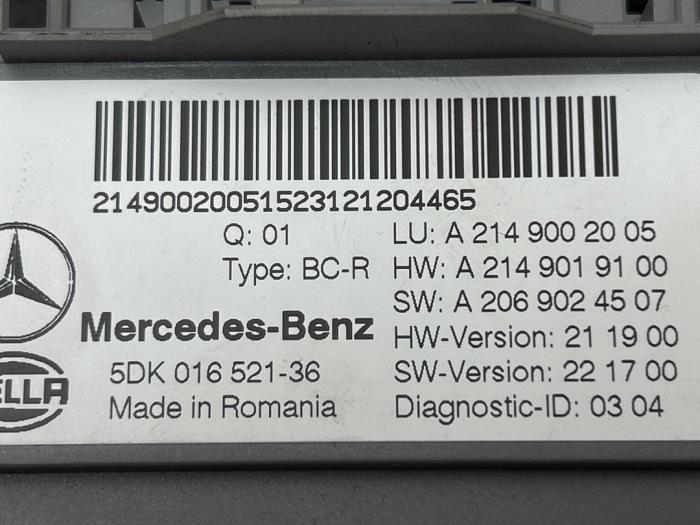 21490020051523121204465
Q: 01 LU: A 214 900 20 05
Type: BC-R HW: A 214 901 91 00
SW: A 206 902 45 07
Mercedes-Benz HW-Version: 21 19 00
5DK 016 521-36 SW-Version: 22 17 00
Made in Romania Diagnostic-ID: 03 04
ELLA